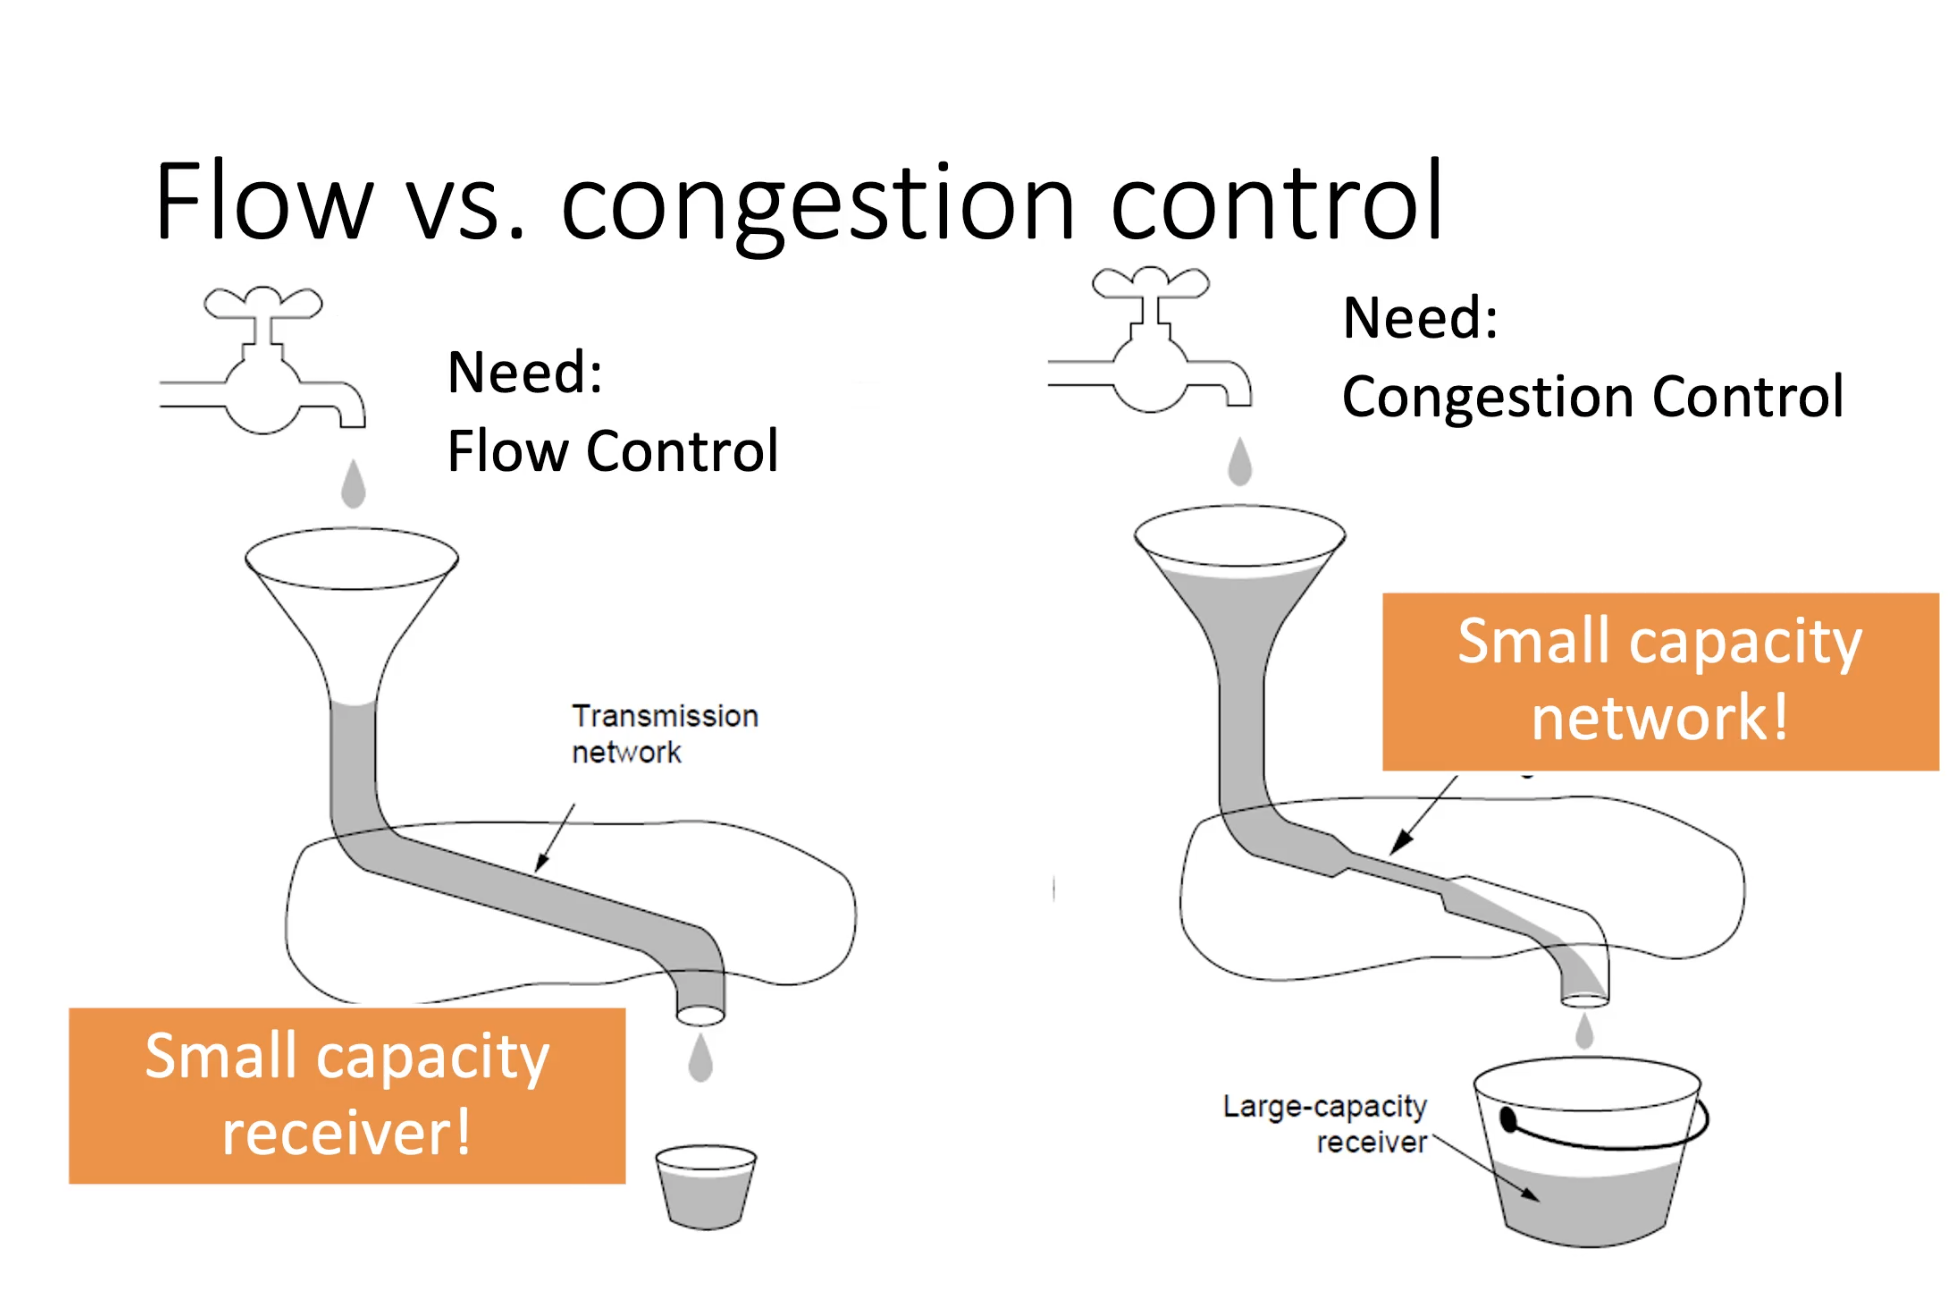 Flow vs. congestion control
Need:
Flow Control
Transmission
network
Small capacity
receiver!
Need:
Congestion Control
Small capacity
network!
Large-capacity
receiver